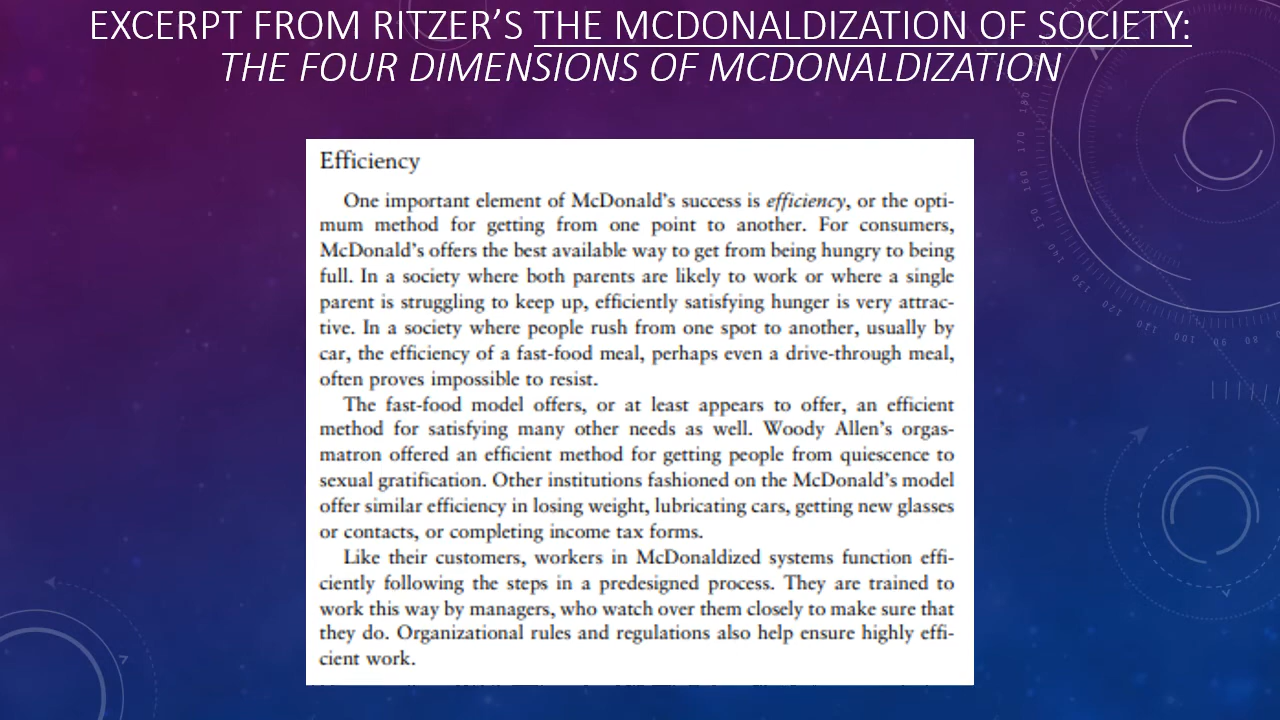 EXCERPT FROM RITZER'S THE MCDONALDIZATION OF SOCIETY:
THE FOUR DIMENSIONS OF MCDONALDIZATION
Efficiency
One important element of McDonald's success is efficiency, or the opti-
mum method for getting from one point to another. For consumers,
McDonald's offers the best available way to get from being hungry to being
full. In a society where both parents are likely to work or where a single
parent is struggling to keep up, efficiently satisfying hunger is very attrac-
tive. In a society where people rush from one spot to another, usually by
car, the efficiency of a fast-food meal, perhaps even a drive-through meal,
often proves impossible to resist.
The fast-food model offers, or at least appears to offer, an efficient
method for satisfying many other needs as well. Woody Allen's orgas-
matron offered an efficient method for getting people from quiescence to
sexual gratification. Other institutions fashioned on the McDonald's model
offer similar efficiency in losing weight, lubricating cars, getting new glasses
or contacts, or completing income tax forms.
Like their customers, workers in McDonaldized systems function effi-
ciently following the steps in a predesigned process. They are trained to
work this way by managers, who watch over them closely to make sure that
they do. Organizational rules and regulations also help ensure highly effi-
cient work.
180
170
160
150
140
130
120
110
100
90
80